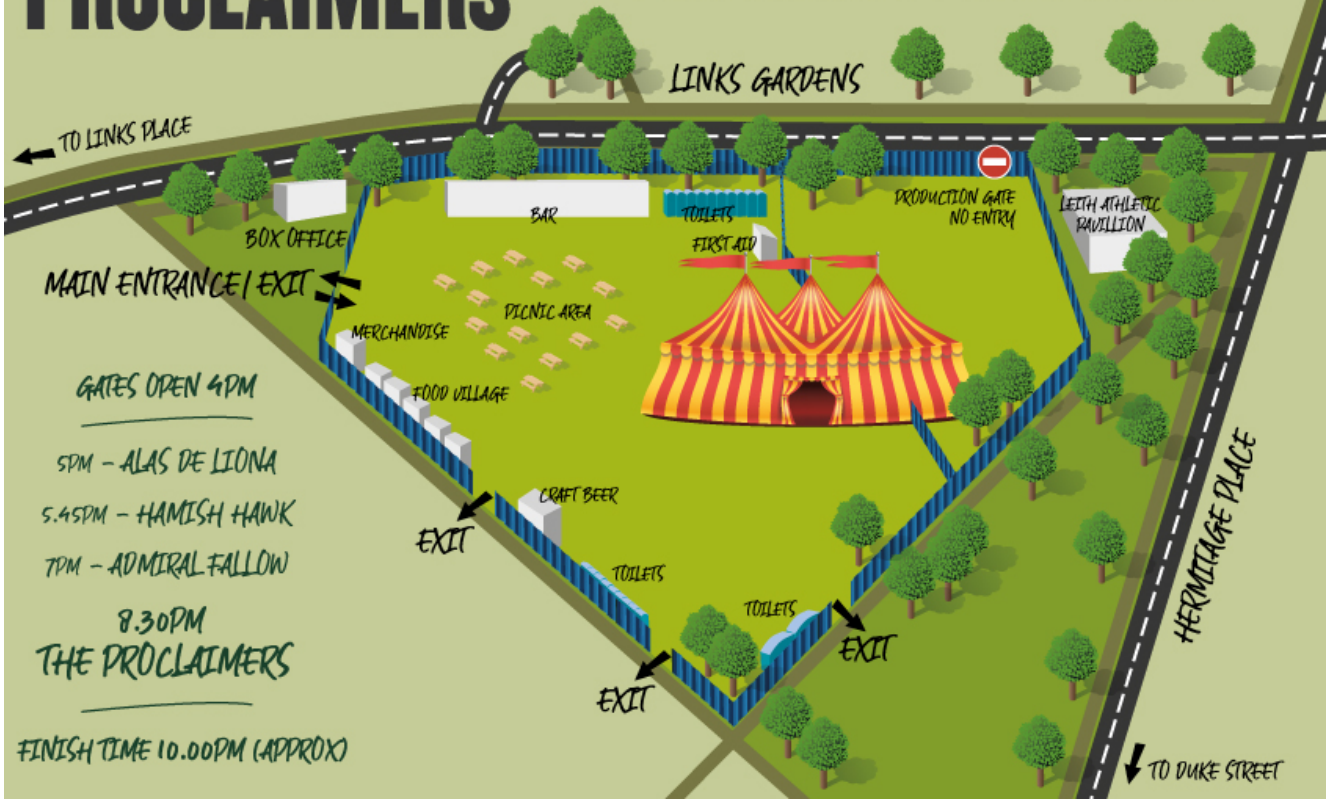 PROCLAIMERS
LINKS GARDENS
TO LINKS PLACE
BOX OFFICE
BAR
TOILETS
FIRST AID
PRODUCTION GATE
NO ENTRY
LEITH ATHLETIC
PAVILLION
MAIN ENTRANCE/ EXIT
PICNIC AREA
MERCHANDISE
FOOD VILLAGE
GATES OPEN 4PM
5PM – ALAS DE LIONA
5.45PM – HAMISH HAWK
7PM – ADMIRAL FALLOW
8.30PM
THE PROCLAIMERS
FINISH TIME 10.00PM (APPROX)
CRAFT BEER
EXIT
TOILETS
TOILETS
EXIT
EXIT
HERMITAGE PLACE
TO DUKE STREET